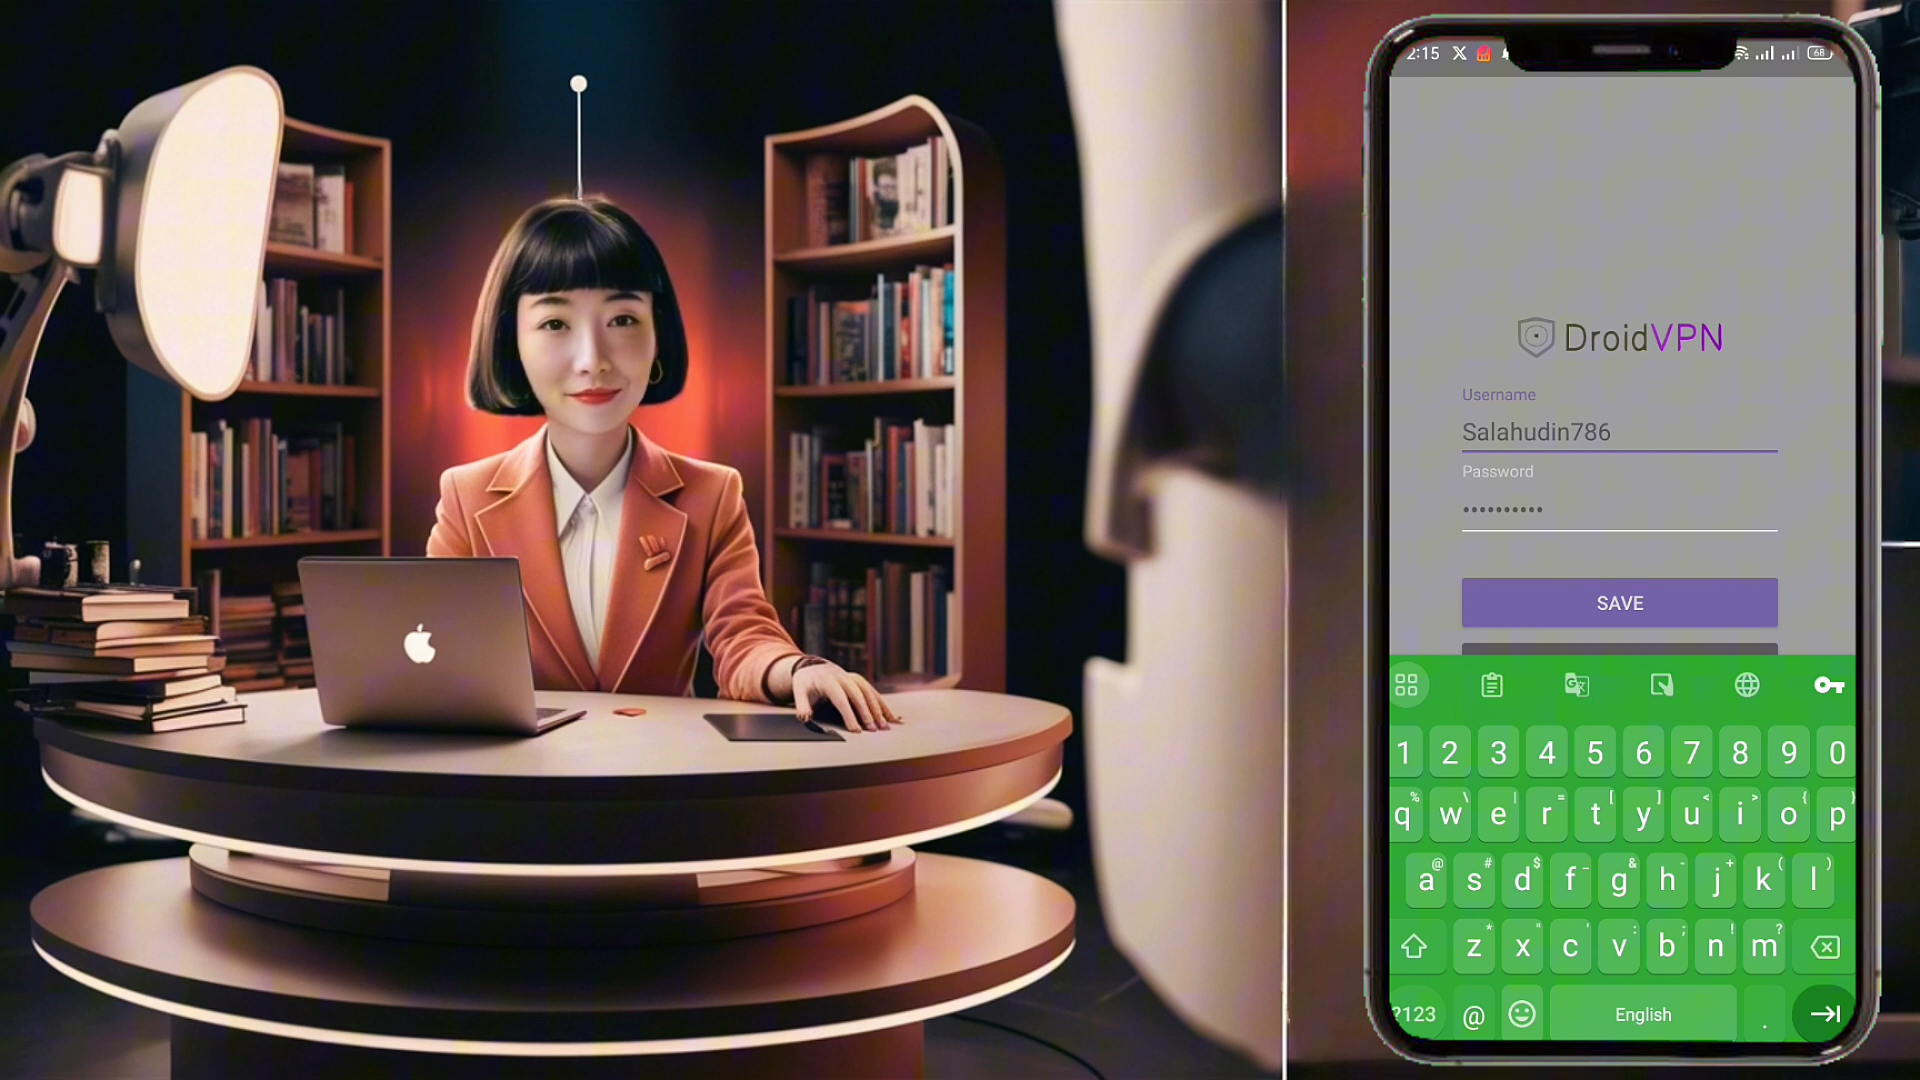 2:15 X 68
DroidVPN
Username
Salahudin786
Password
••••••••••
SAVE
1 2 3 4 5 6 7 8 9 0
q w e r t y u i o p
% \ | = [ ] < > { }
a s d f g h j k l
@ # $ _ & - + ( )
z x c v b n m
* " ' : ; ! ?
?123 @ English .